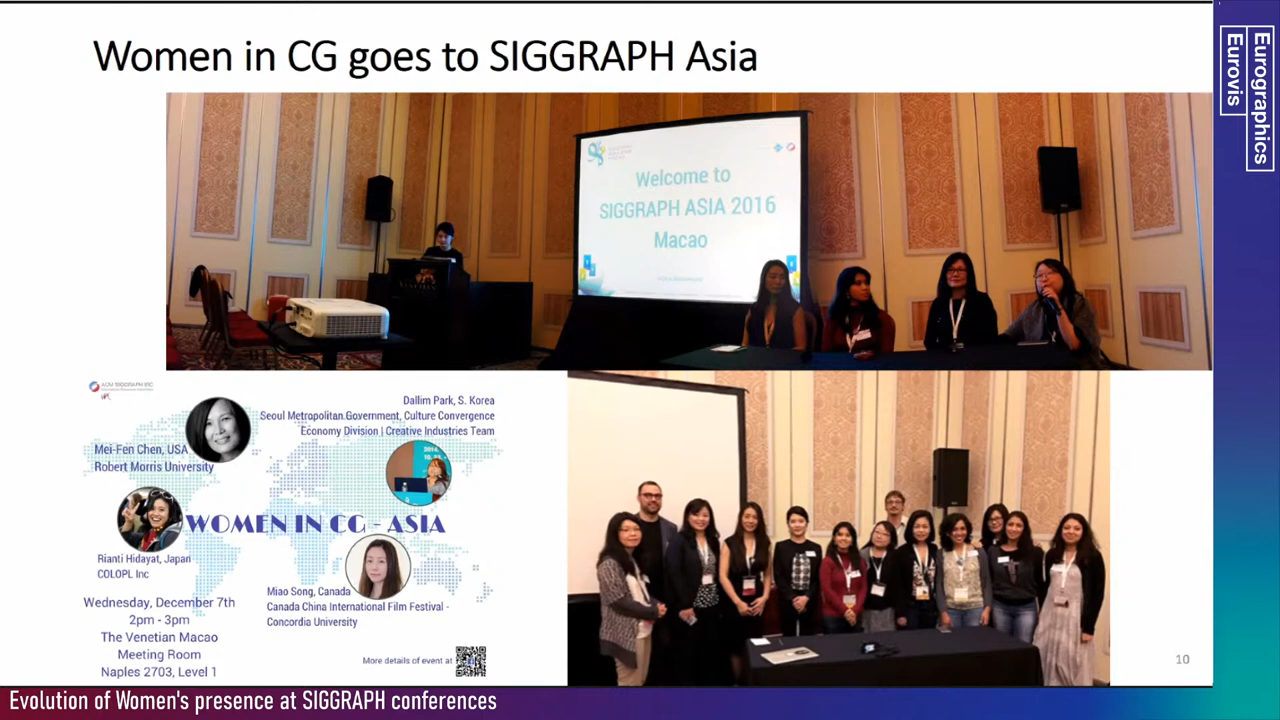 Women in CG goes to SIGGRAPH Asia
Welcome to
SIGGRAPH ASIA 2016
Macao
Mei-Fen Chen, USA
Robert Morris University
Dallim Park, S. Korea
Seoul Metropolitan.Government, Culture Convergence
Economy Division | Creative Industries Team
WOMEN IN CG - ASIA
Rianti Hidayat, Japan
COLOPL Inc
Miao Song, Canada
Canada China International Film Festival -
Concordia University
Wednesday, December 7th
2pm - 3pm
The Venetian Macao
Meeting Room
Naples 2703, Level 1
More details of event at
10
Eurographics
Eurovis
Evolution of Women's presence at SIGGRAPH conferences